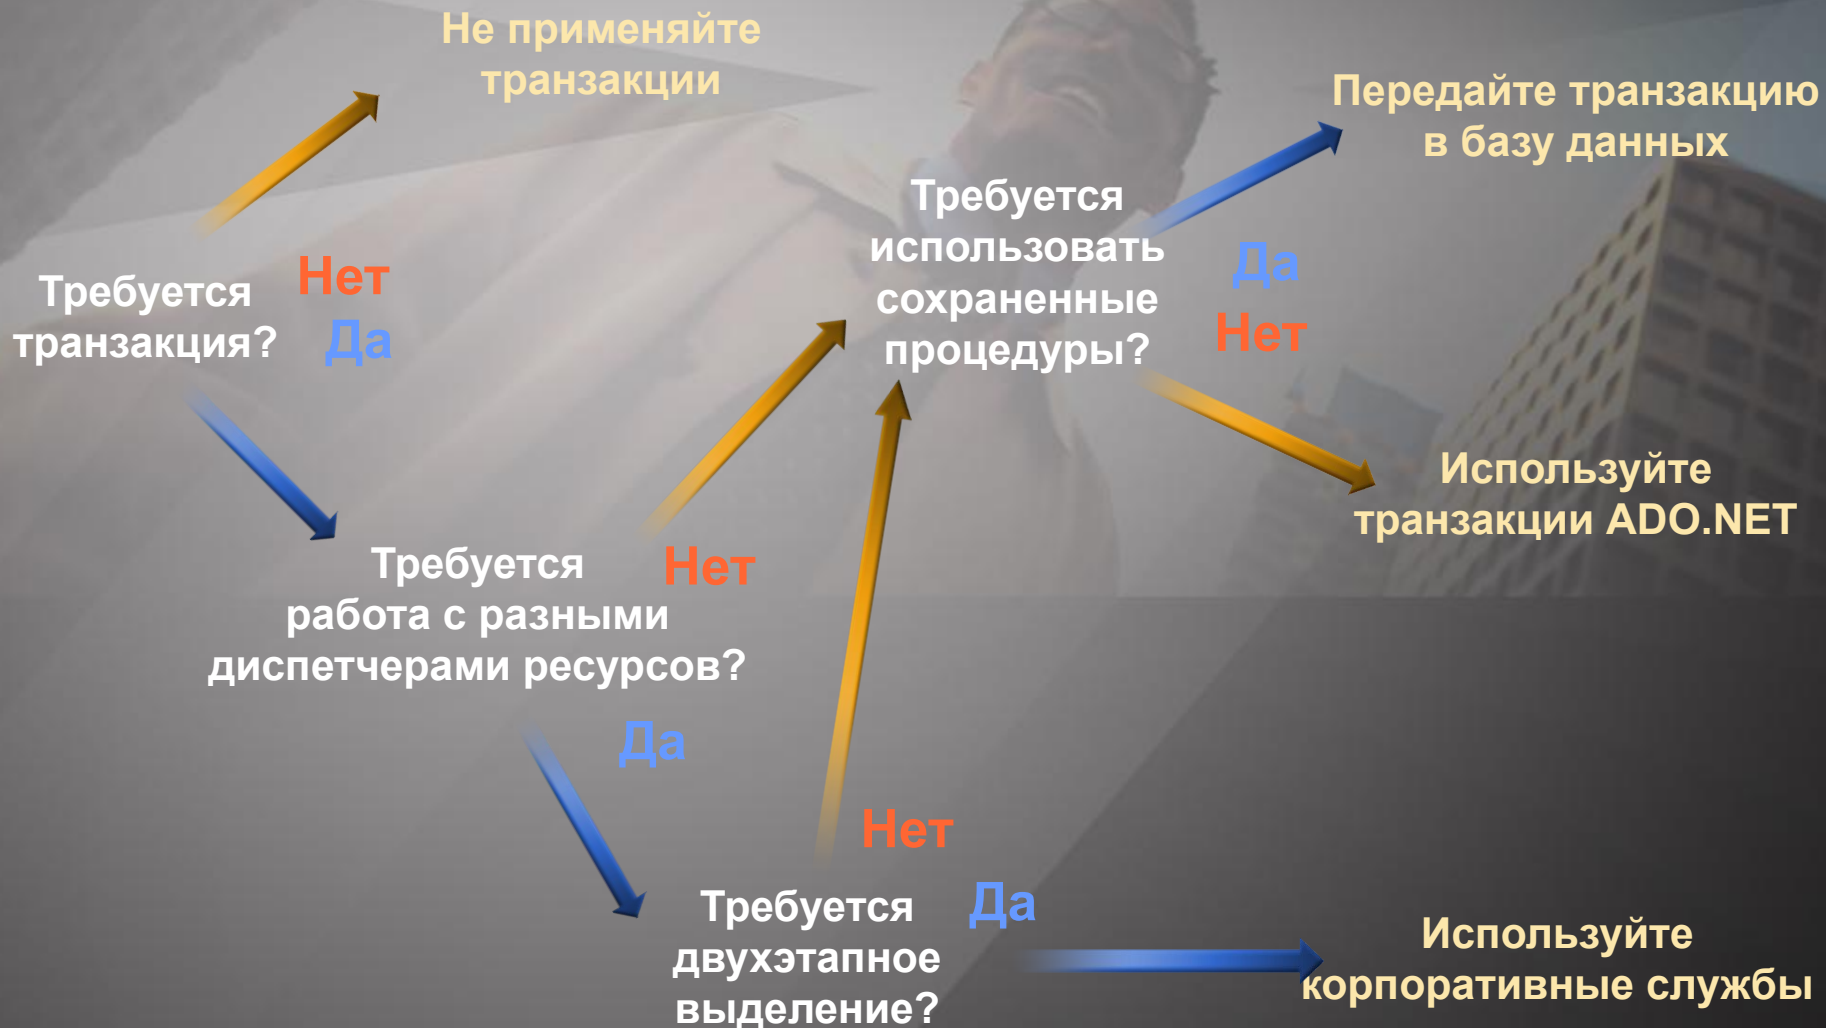 Не применяйте
транзакции
Требуется
транзакция?
Нет
Да
Требуется
работа с разными
диспетчерами ресурсов?
Нет
Да
Требуется
двухэтапное
выделение?
Нет
Да
Требуется
использовать
сохраненные
процедуры?
Да
Нет
Передайте транзакцию
в базу данных
Используйте
транзакции ADO.NET
Используйте
корпоративные службы